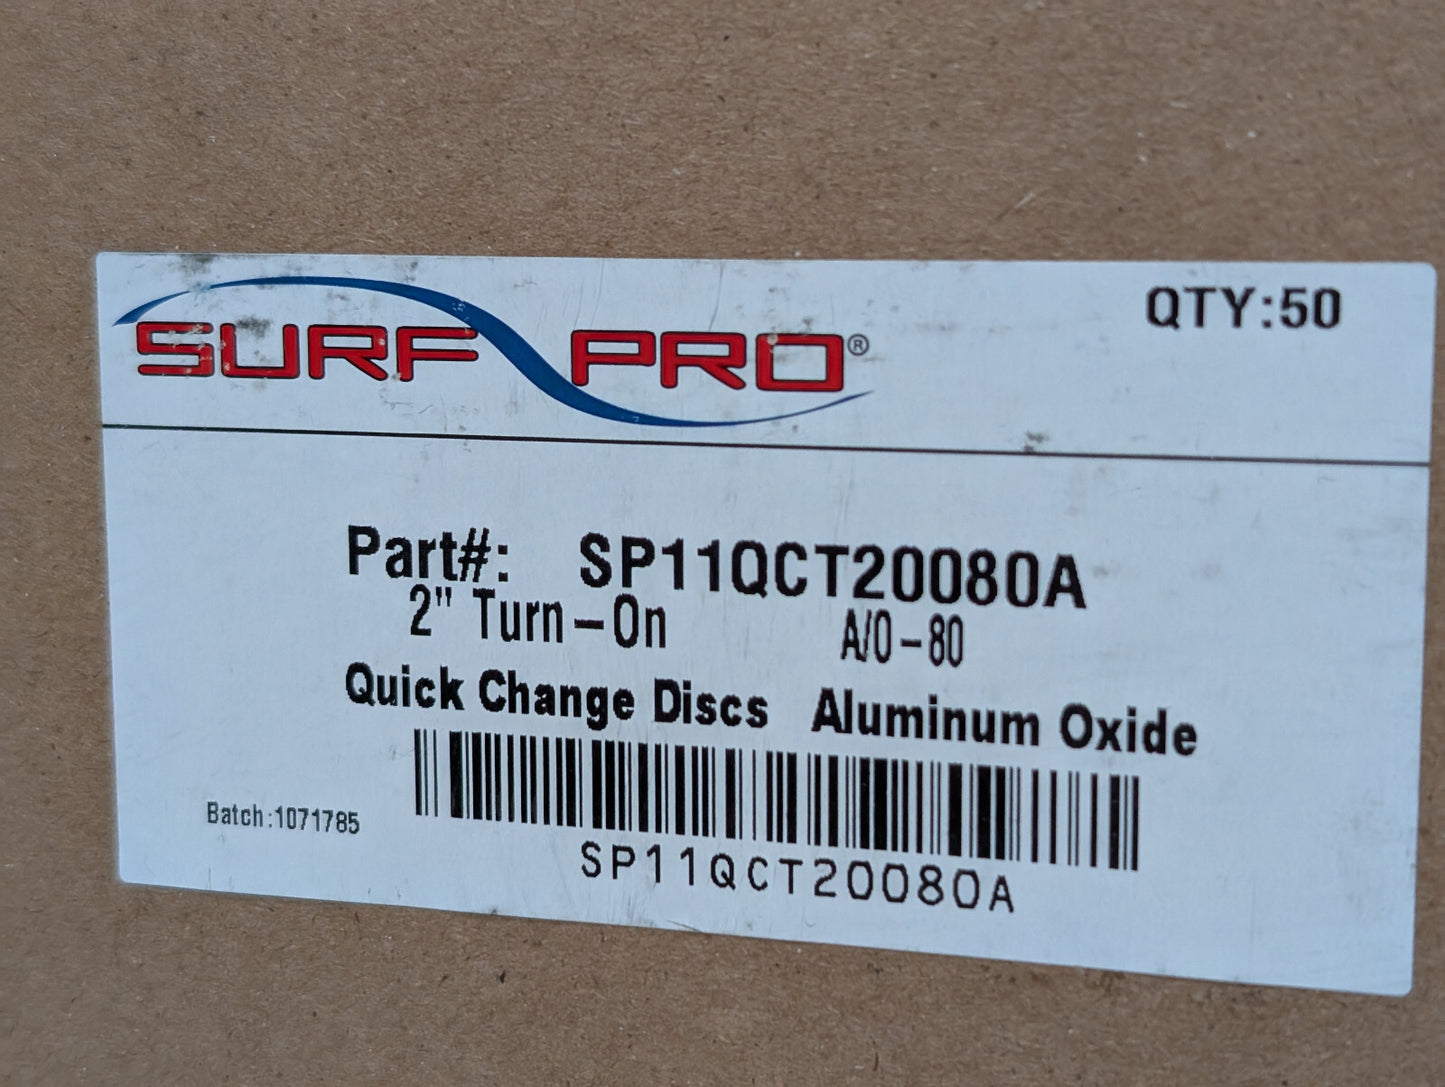 SURF PRO®
QTY:50
Part#: SP11QCT20080A
2" Turn-On A/O-80
Quick Change Discs Aluminum Oxide
Batch:1071785
SP11QCT20080A